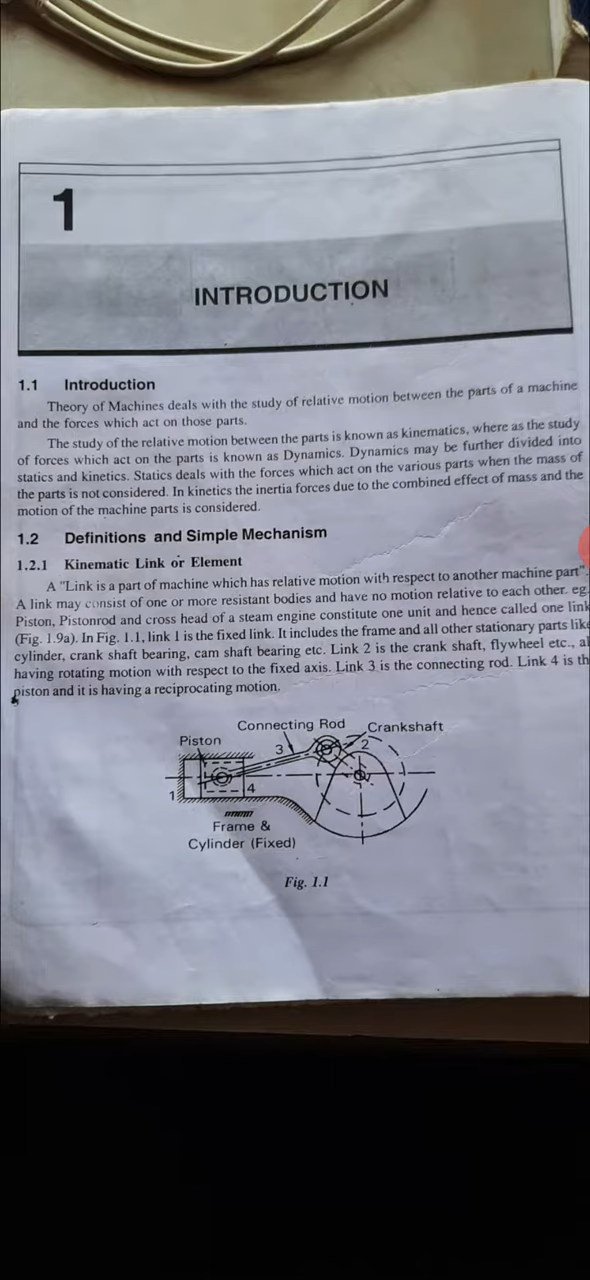 1
INTRODUCTION
1.1 Introduction
Theory of Machines deals with the study of relative motion between the parts of a machine
and the forces which act on those parts.
The study of the relative motion between the parts is known as kinematics, where as the study
of forces which act on the parts is known as Dynamics. Dynamics may be further divided into
statics and kinetics. Statics deals with the forces which act on the various parts when the mass of
the parts is not considered. In kinetics the inertia forces due to the combined effect of mass and the
motion of the machine parts is considered.
1.2 Definitions and Simple Mechanism
1.2.1 Kinematic Link or Element
A "Link is a part of machine which has relative motion with respect to another machine part".
A link may consist of one or more resistant bodies and have no motion relative to each other. eg.
Piston, Pistonrod and cross head of a steam engine constitute one unit and hence called one link
(Fig. 1.9a). In Fig. 1.1, link 1 is the fixed link. It includes the frame and all other stationary parts like
cylinder, crank shaft bearing, cam shaft bearing etc. Link 2 is the crank shaft, flywheel etc., al
having rotating motion with respect to the fixed axis. Link 3 is the connecting rod. Link 4 is th
piston and it is having a reciprocating motion.
Connecting Rod Crankshaft
Piston
3 2
1 4
Frame &
Cylinder (Fixed)
Fig. 1.1